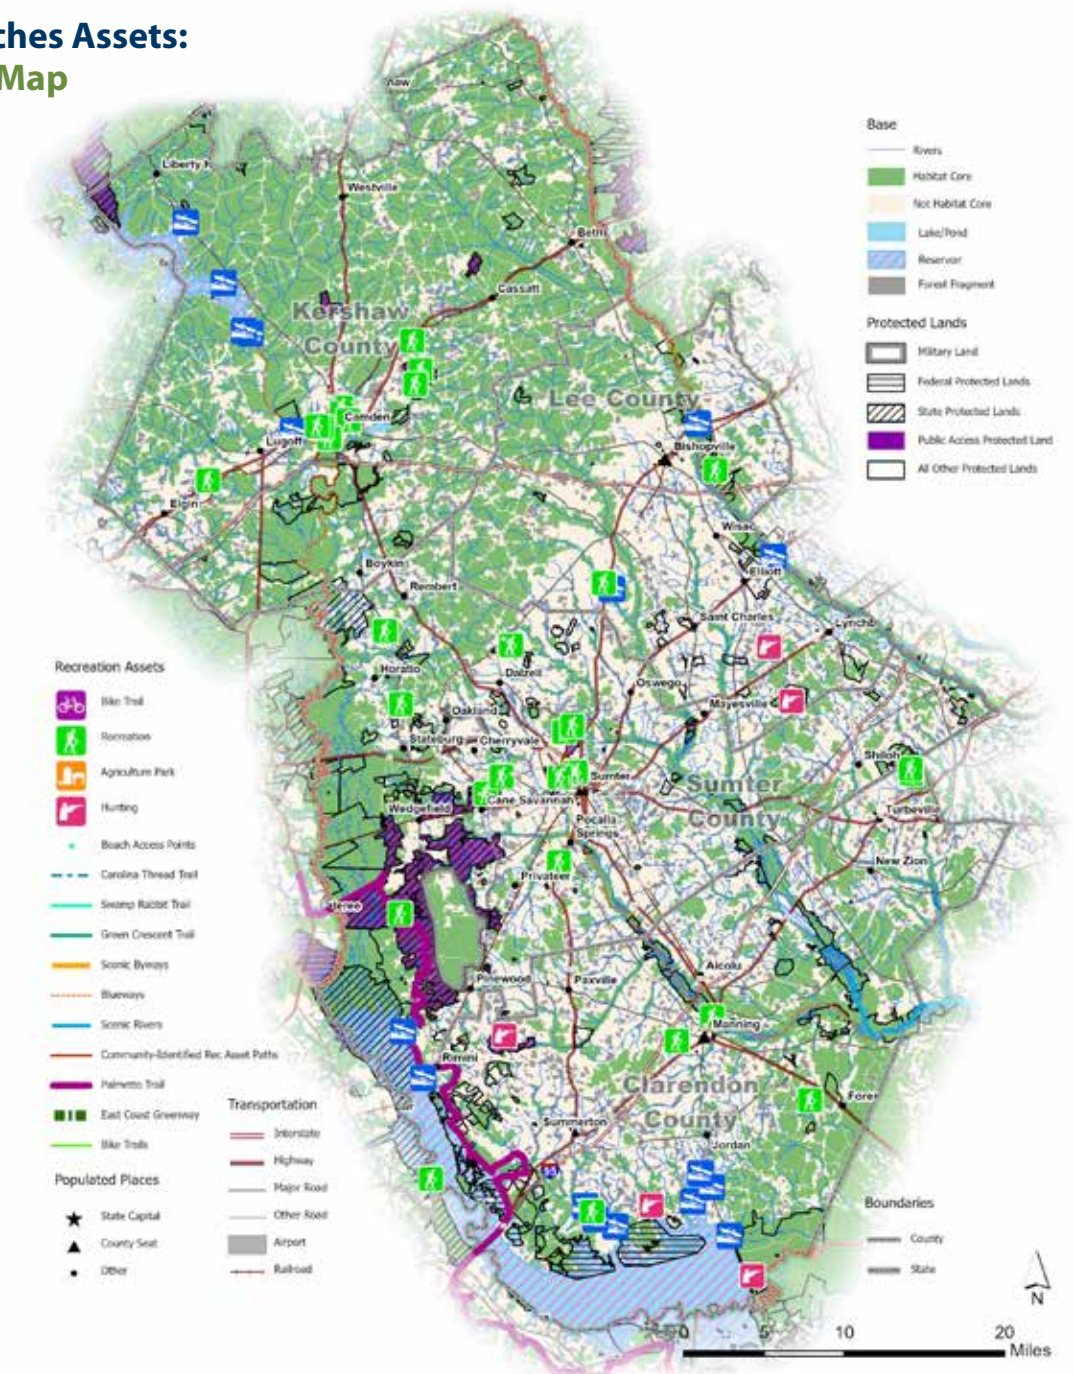 ches Assets:
Map
Base
Rivers
Habitat Core
Not Habitat Core
Lake/Pond
Reservoir
Forest Fragment
Protected Lands
Military Land
Federal Protected Lands
State Protected Lands
Public Access Protected Land
All Other Protected Lands
Liberty H
Westville
Bethu
Cassatt
Kershaw
County
Lee County
Camden
Lugoff
Bishopville
Elgin
Wisac
Elliott
Boykin
Rembert
Saint Charles
Lynchb
Horatio
Dalzell
Oswego
Mayesville
Oakland
Stateburg
Cherryvale
Shiloh
Sumter
Sumter
County
Wedgefield
Cane Savannah
Turbeville
Pocalla
Springs
New Zion
Privateer
teree
Alcolu
Pinewood
Paxville
Manning
Rimini
Clarendon
County
Fores
Summerton
Jordan
95
Recreation Assets
Bike Trail
Recreation
Agriculture Park
Hunting
Beach Access Points
Carolina Thread Trail
Swamp Rabbit Trail
Green Crescent Trail
Scenic Byways
Blueways
Scenic Rivers
Community-Identified Rec. Asset Paths
Palmetto Trail
East Coast Greenway
Bike Trails
Populated Places
State Capital
County Seat
Other
Transportation
Interstate
Highway
Major Road
Other Road
Airport
Railroad
Boundaries
County
State
N
0 5 10 20
Miles